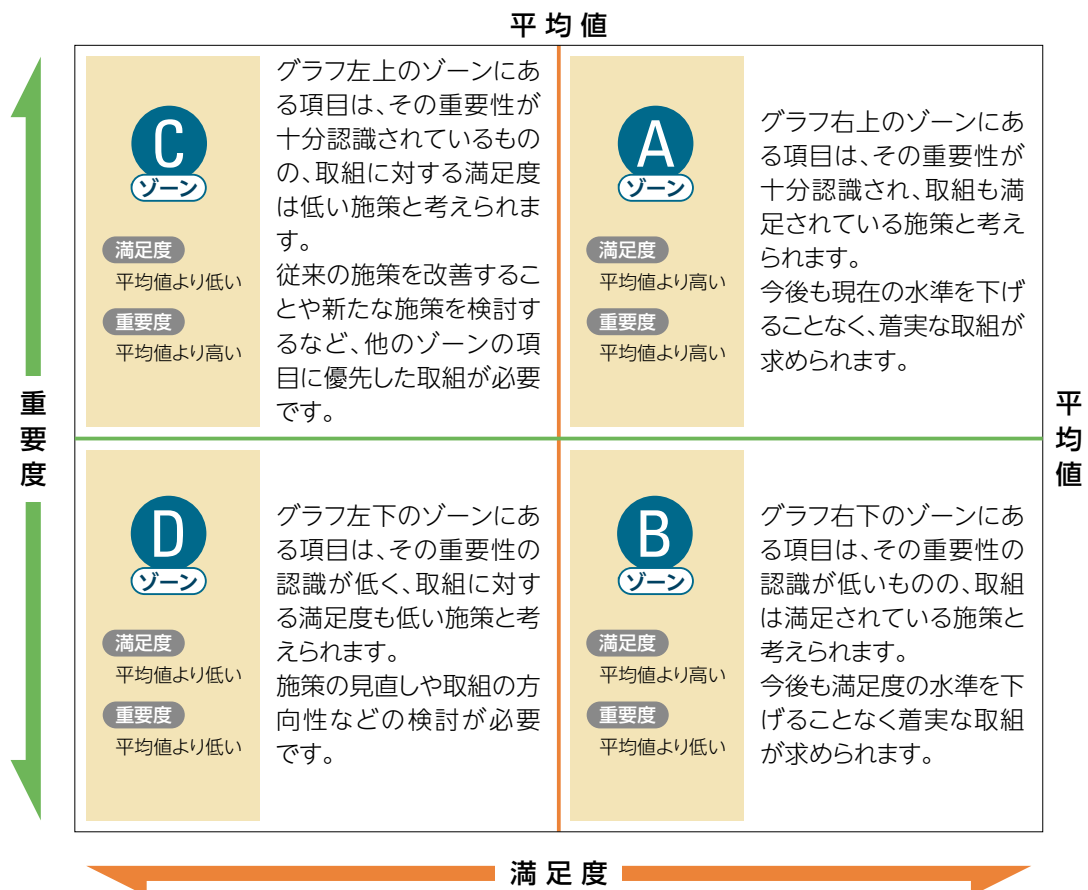 平均値
C
ゾーン
満足度
平均値より低い
重要度
平均値より高い
グラフ左上のゾーンにあ
る項目は、その重要性が
十分認識されているもの
の、取組に対する満足度
は低い施策と考えられま
す。
従来の施策を改善するこ
とや新たな施策を検討す
るなど、他のゾーンの項
目に優先した取組が必要
です。
A
ゾーン
満足度
平均値より高い
重要度
平均値より高い
グラフ右上のゾーンにあ
る項目は、その重要性が
十分認識され、取組も満
足されている施策と考え
られます。
今後も現在の水準を下げ
ることなく、着実な取組が
求められます。
重要度
平均値
D
ゾーン
満足度
平均値より低い
重要度
平均値より低い
グラフ左下のゾーンにあ
る項目は、その重要性の
認識が低く、取組に対す
る満足度も低い施策と考
えられます。
施策の見直しや取組の方
向性などの検討が必要
です。
B
ゾーン
満足度
平均値より高い
重要度
平均値より低い
グラフ右下のゾーンにあ
る項目は、その重要性の
認識が低いものの、取組
は満足されている施策と
考えられます。
今後も満足度の水準を下
げることなく着実な取組
が求められます。
満足度